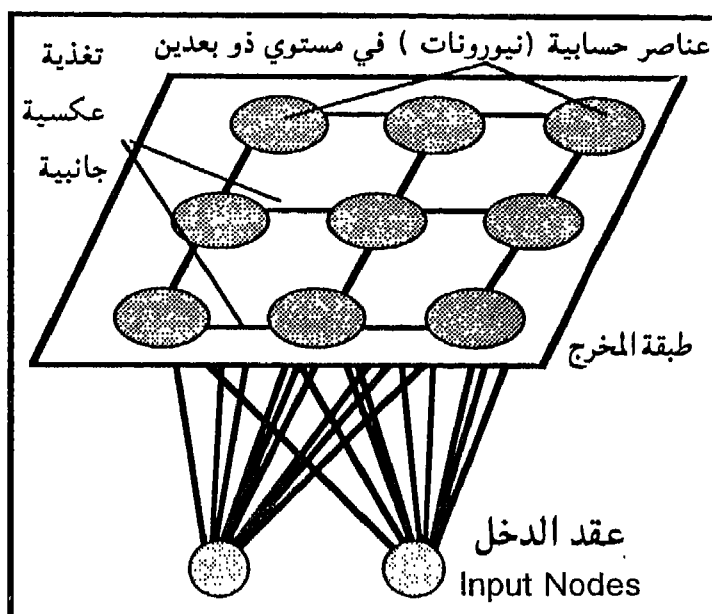 عناصر حسابية (نيورونات ) في مستوي ذو بعدين
تغذية
عكسية
جانبية
طبقة المخرج
عقد الدخل
Input Nodes